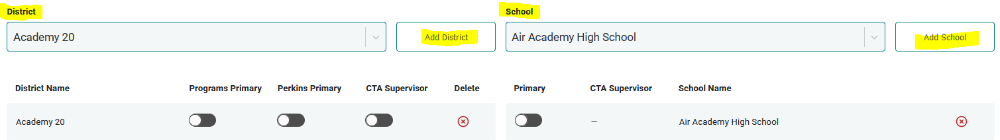 District
School
Academy 20
Add District
Air Academy High School
Add School
District Name Programs Primary Perkins Primary CTA Supervisor Delete
Primary CTA Supervisor School Name
Academy 20
– Air Academy High School